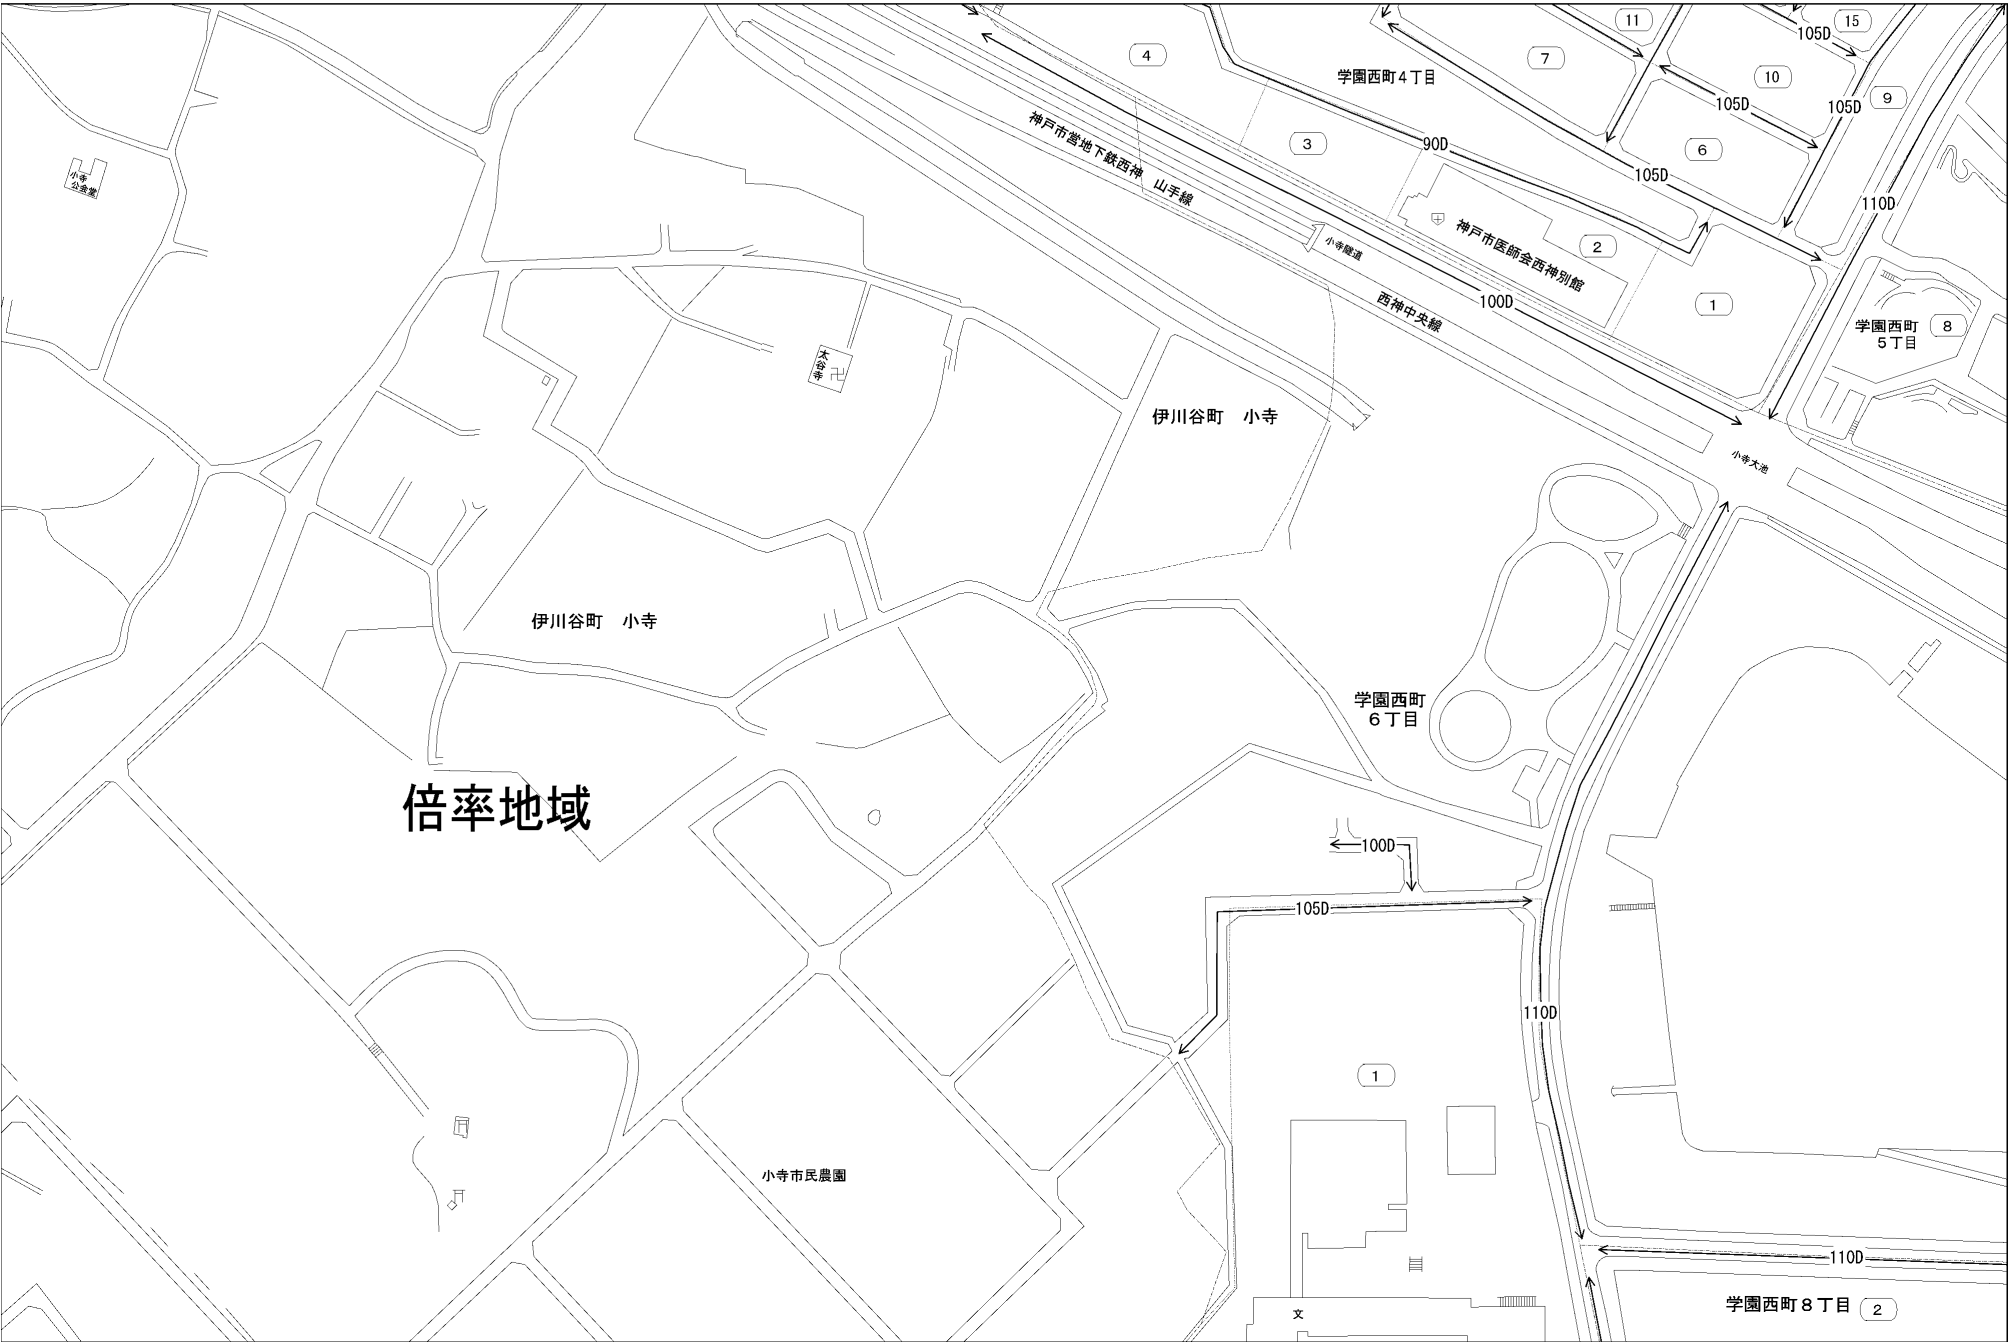 11
15
105D
4
7
学園西町4丁目
10
105D
105D
9
神戸市営地下鉄西神 山手線
3
90D
6
105D
110D
小寺
公会堂
神戸市医師会西神別館
2
小寺隧道
西神中央線
100D
1
学園西町
5丁目
8
太谷寺
伊川谷町 小寺
小寺大池
伊川谷町 小寺
学園西町
6丁目
倍率地域
100D
105D
110D
1
小寺市民農園
110D
学園西町8丁目
2
文